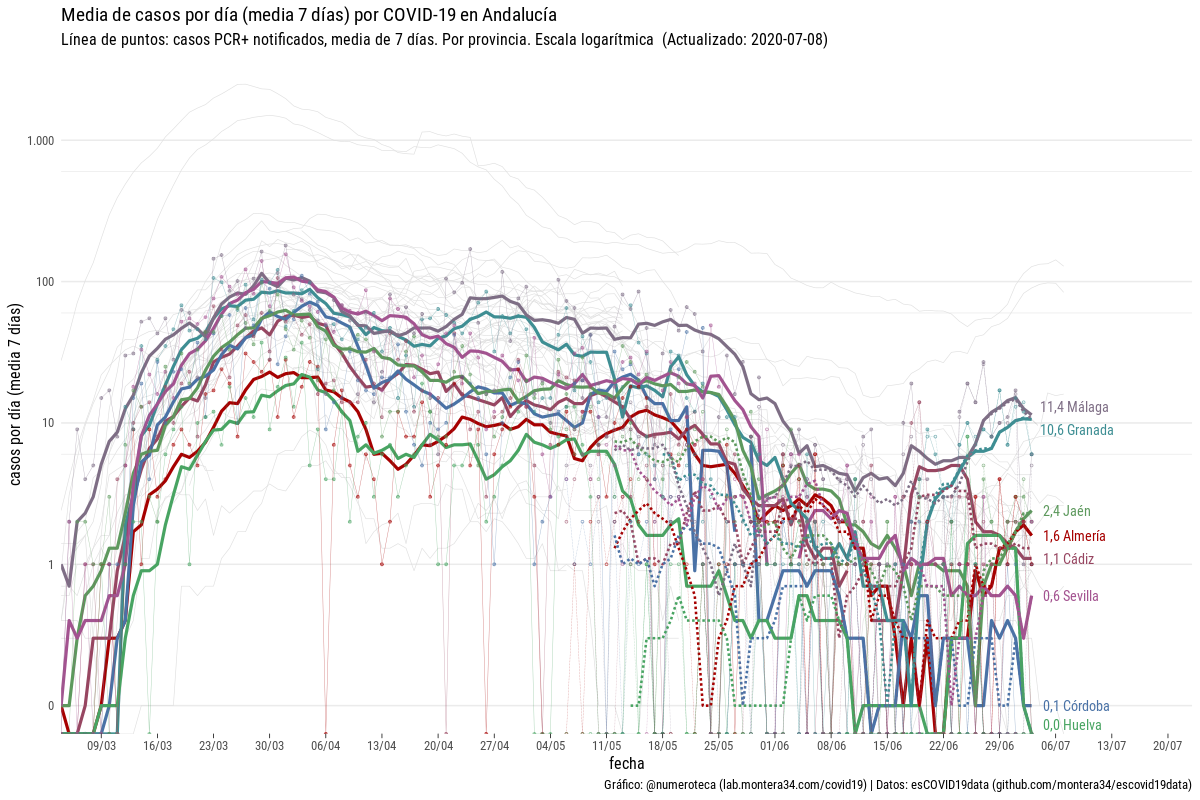 Media de casos por día (media 7 días) por COVID-19 en Andalucía
Línea de puntos: casos PCR+ notificados, media de 7 días. Por provincia. Escala logarítmica (Actualizado: 2020-07-08)
casos por día (media 7 días)
1.000
100
10
1
0
11,4 Málaga
10,6 Granada
2,4 Jaén
1,6 Almería
1,1 Cádiz
0,6 Sevilla
0,1 Córdoba
0,0 Huelva
09/03 16/03 23/03 30/03 06/04 13/04 20/04 27/04 04/05 11/05 18/05 25/05 01/06 08/06 15/06 22/06 29/06 06/07 13/07 20/07
fecha
Gráfico: @numeroteca (lab.montera34.com/covid19) | Datos: esCOVID19data (github.com/montera34/escovid19data)